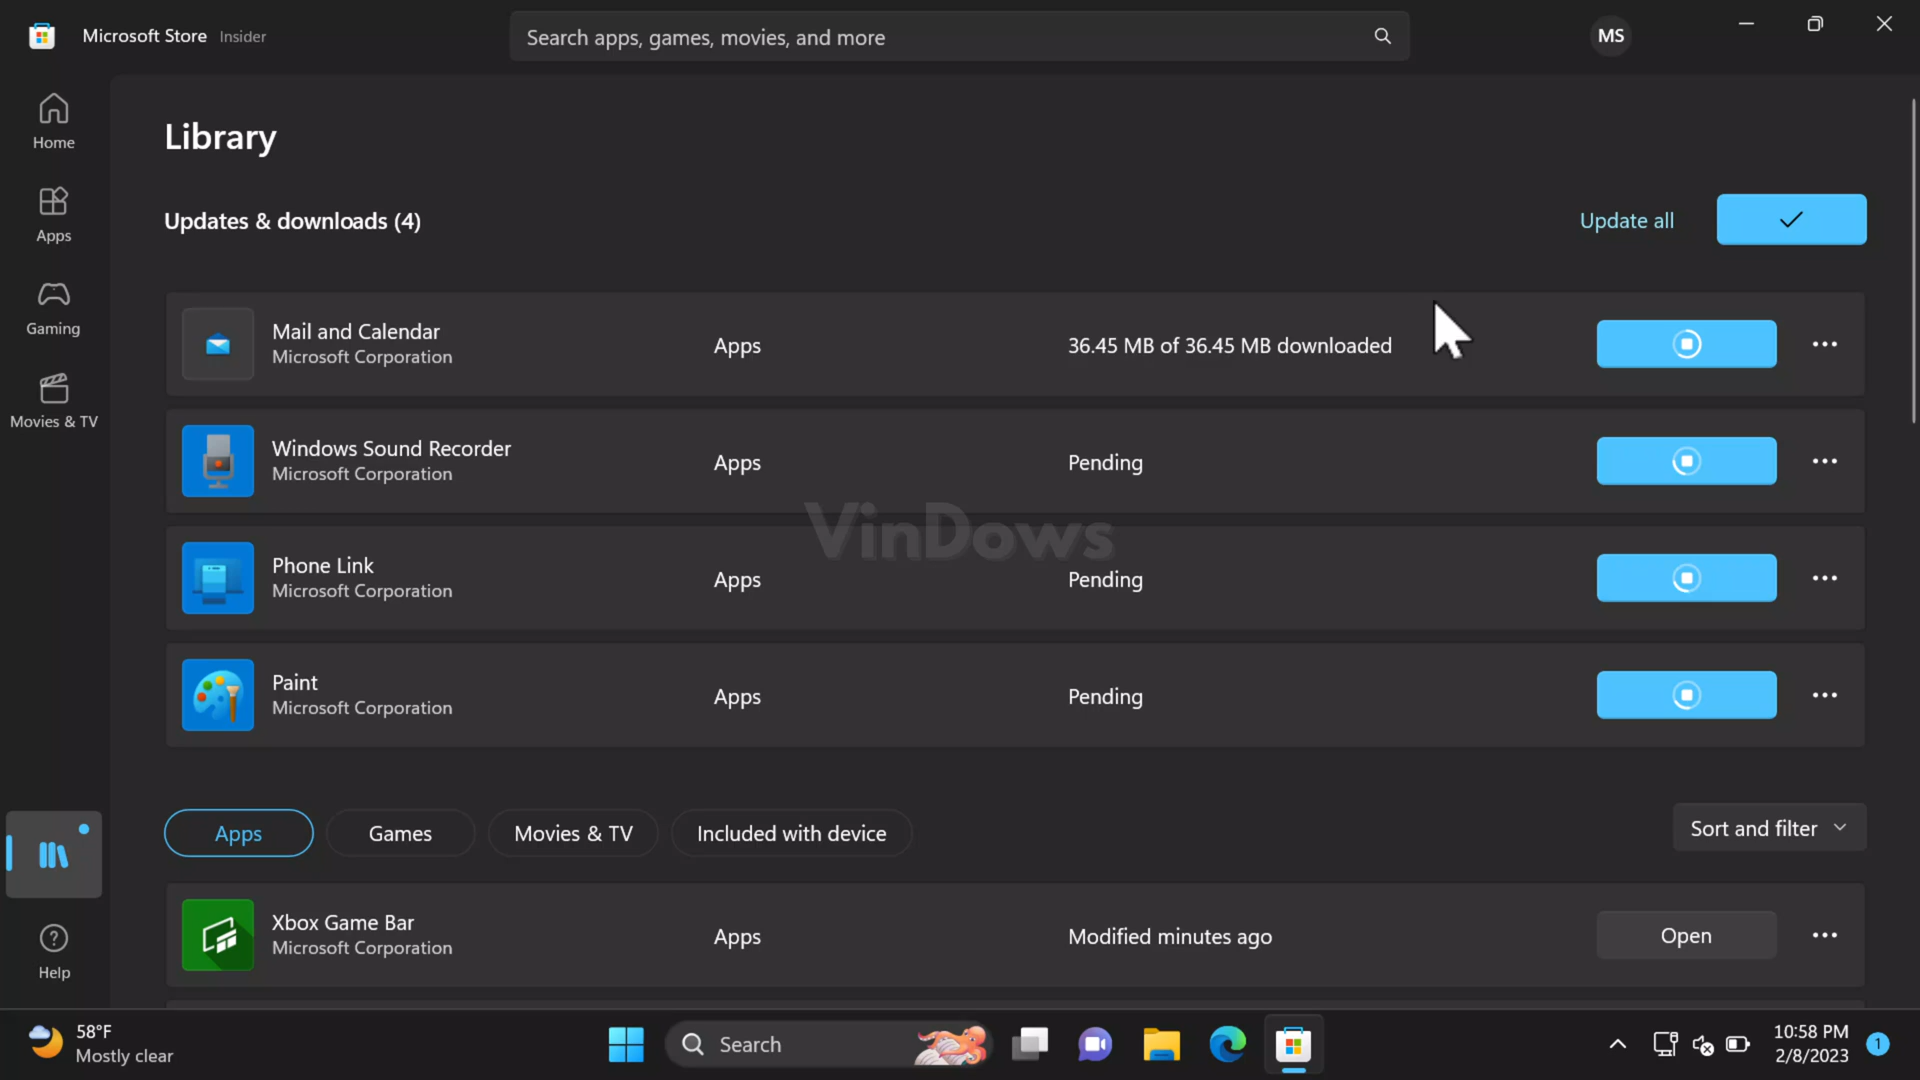 Microsoft Store Insider
Search apps, games, movies, and more
MS
Home
Apps
Gaming
Movies & TV
Help
Library
Updates & downloads (4)
Update all
Mail and Calendar
Microsoft Corporation
Apps
36.45 MB of 36.45 MB downloaded
Windows Sound Recorder
Microsoft Corporation
Apps
Pending
VinDows
Phone Link
Microsoft Corporation
Apps
Pending
Paint
Microsoft Corporation
Apps
Pending
Apps
Games
Movies & TV
Included with device
Sort and filter
Xbox Game Bar
Microsoft Corporation
Apps
Modified minutes ago
Open
58°F
Mostly clear
Search
10:58 PM
2/8/2023
1